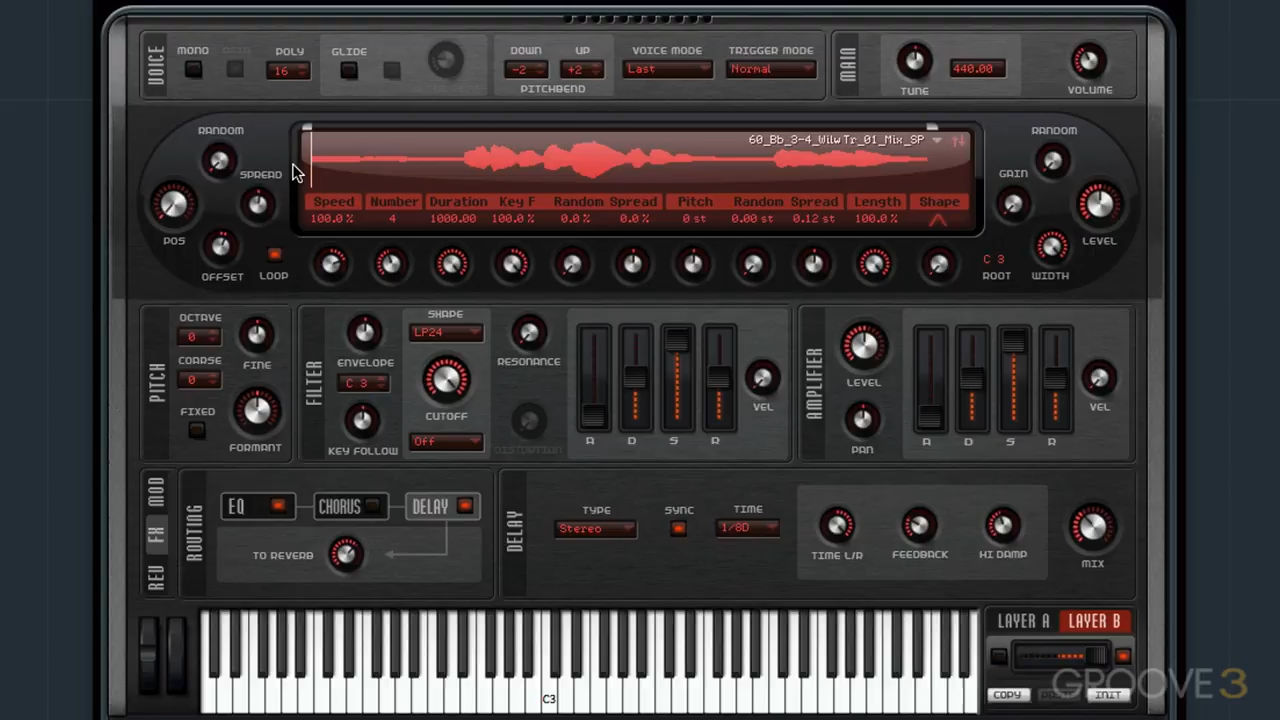 VOICE
MONO
POLY
16
GLIDE
DOWN UP
-2 +2
PITCHBEND
VOICE MODE
Last
TRIGGER MODE
Normal
MAIN
TUNE
440.00
VOLUME
RANDOM
SPREAD
POS
OFFSET
LOOP
60_Bb_3-4_WilwTr_01_Mix_SP
Speed Number Duration Key F Random Spread Pitch Random Spread Length Shape
100.0 % 4 1000.00 100.0 % 0.0 % 0.0 % 0 st 0.00 st 0.12 st 100.0 %
RANDOM
GAIN
LEVEL
C 3
ROOT
WIDTH
PITCH
OCTAVE
0
COARSE
0
FINE
FIXED
FORMANT
FILTER
ENVELOPE
C 3
KEY FOLLOW
SHAPE
LP24
CUTOFF
Off
RESONANCE
DISTORTION
A D S R
VEL
AMPLIFIER
LEVEL
PAN
A D S R
VEL
MOD
FX
REV
ROUTING
EQ CHORUS DELAY
TO REVERB
DELAY
TYPE
Stereo
SYNC
TIME
1/8D
TIME L/R
FEEDBACK
HI DAMP
MIX
C3
LAYER A LAYER B
COPY INIT
GROOVE3